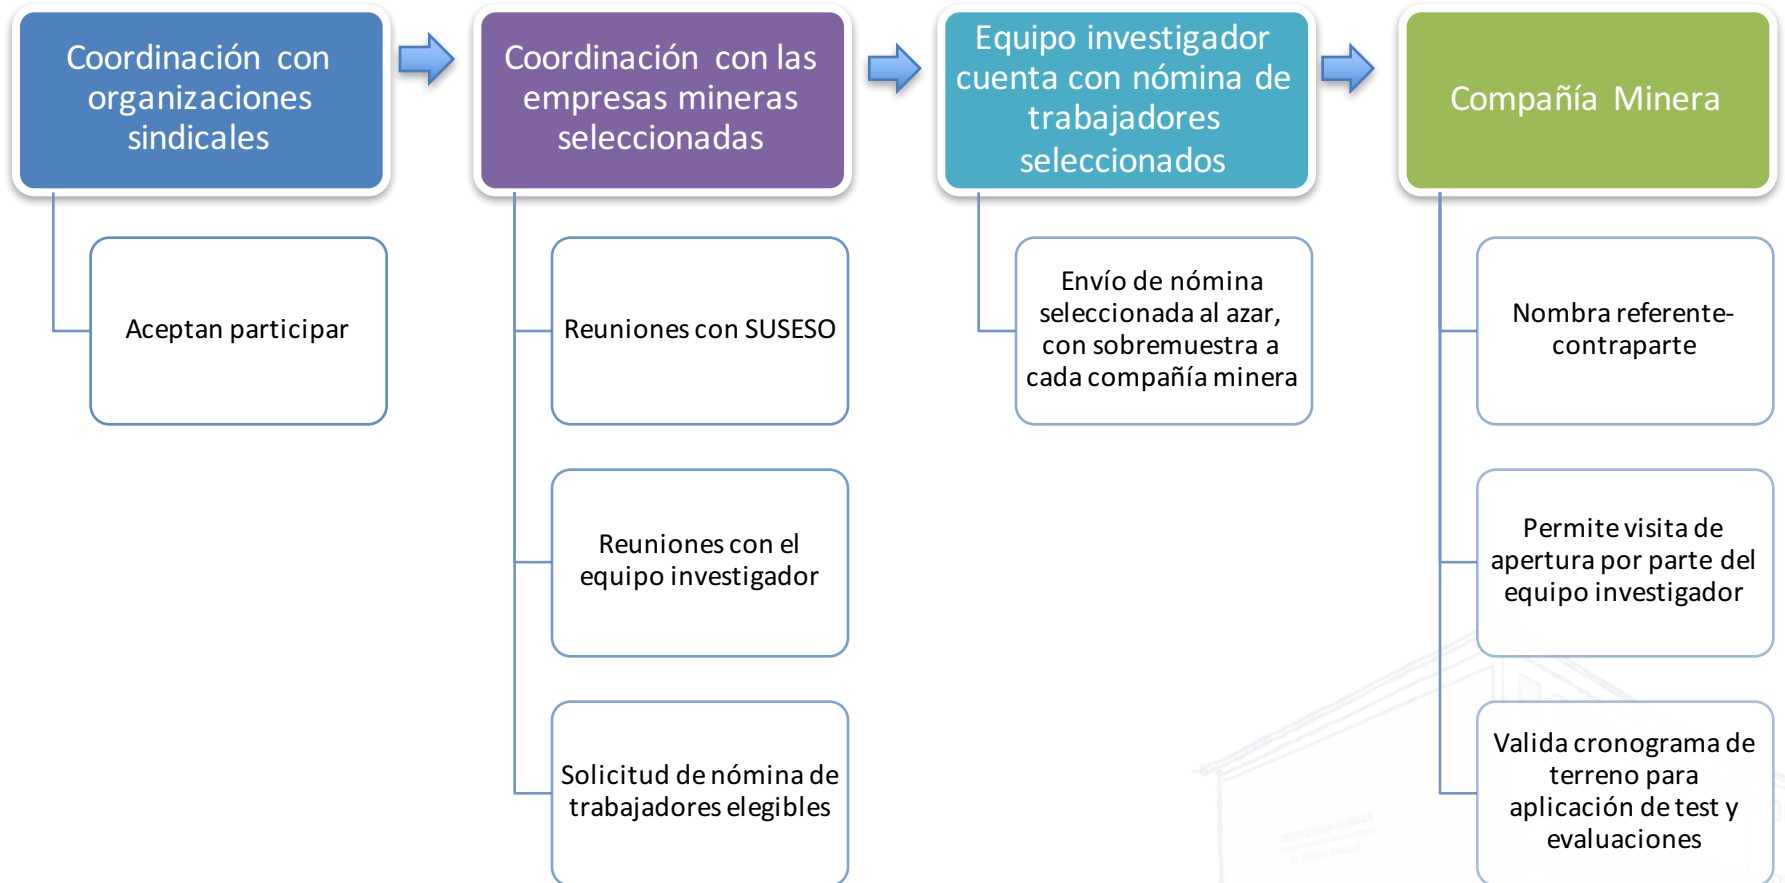 Coordinación con
organizaciones
sindicales
Aceptan participar
Coordinación con las
empresas mineras
seleccionadas
Reuniones con SUSESO
Reuniones con el
equipo investigador
Solicitud de nómina de
trabajadores elegibles
Equipo investigador
cuenta con nómina de
trabajadores
seleccionados
Envío de nómina
seleccionada al azar,
con sobremuestra a
cada compañía minera
Compañía Minera
Nombra referente-
contraparte
Permite visita de
apertura por parte del
equipo investigador
Valida cronograma de
terreno para
aplicación de test y
evaluaciones